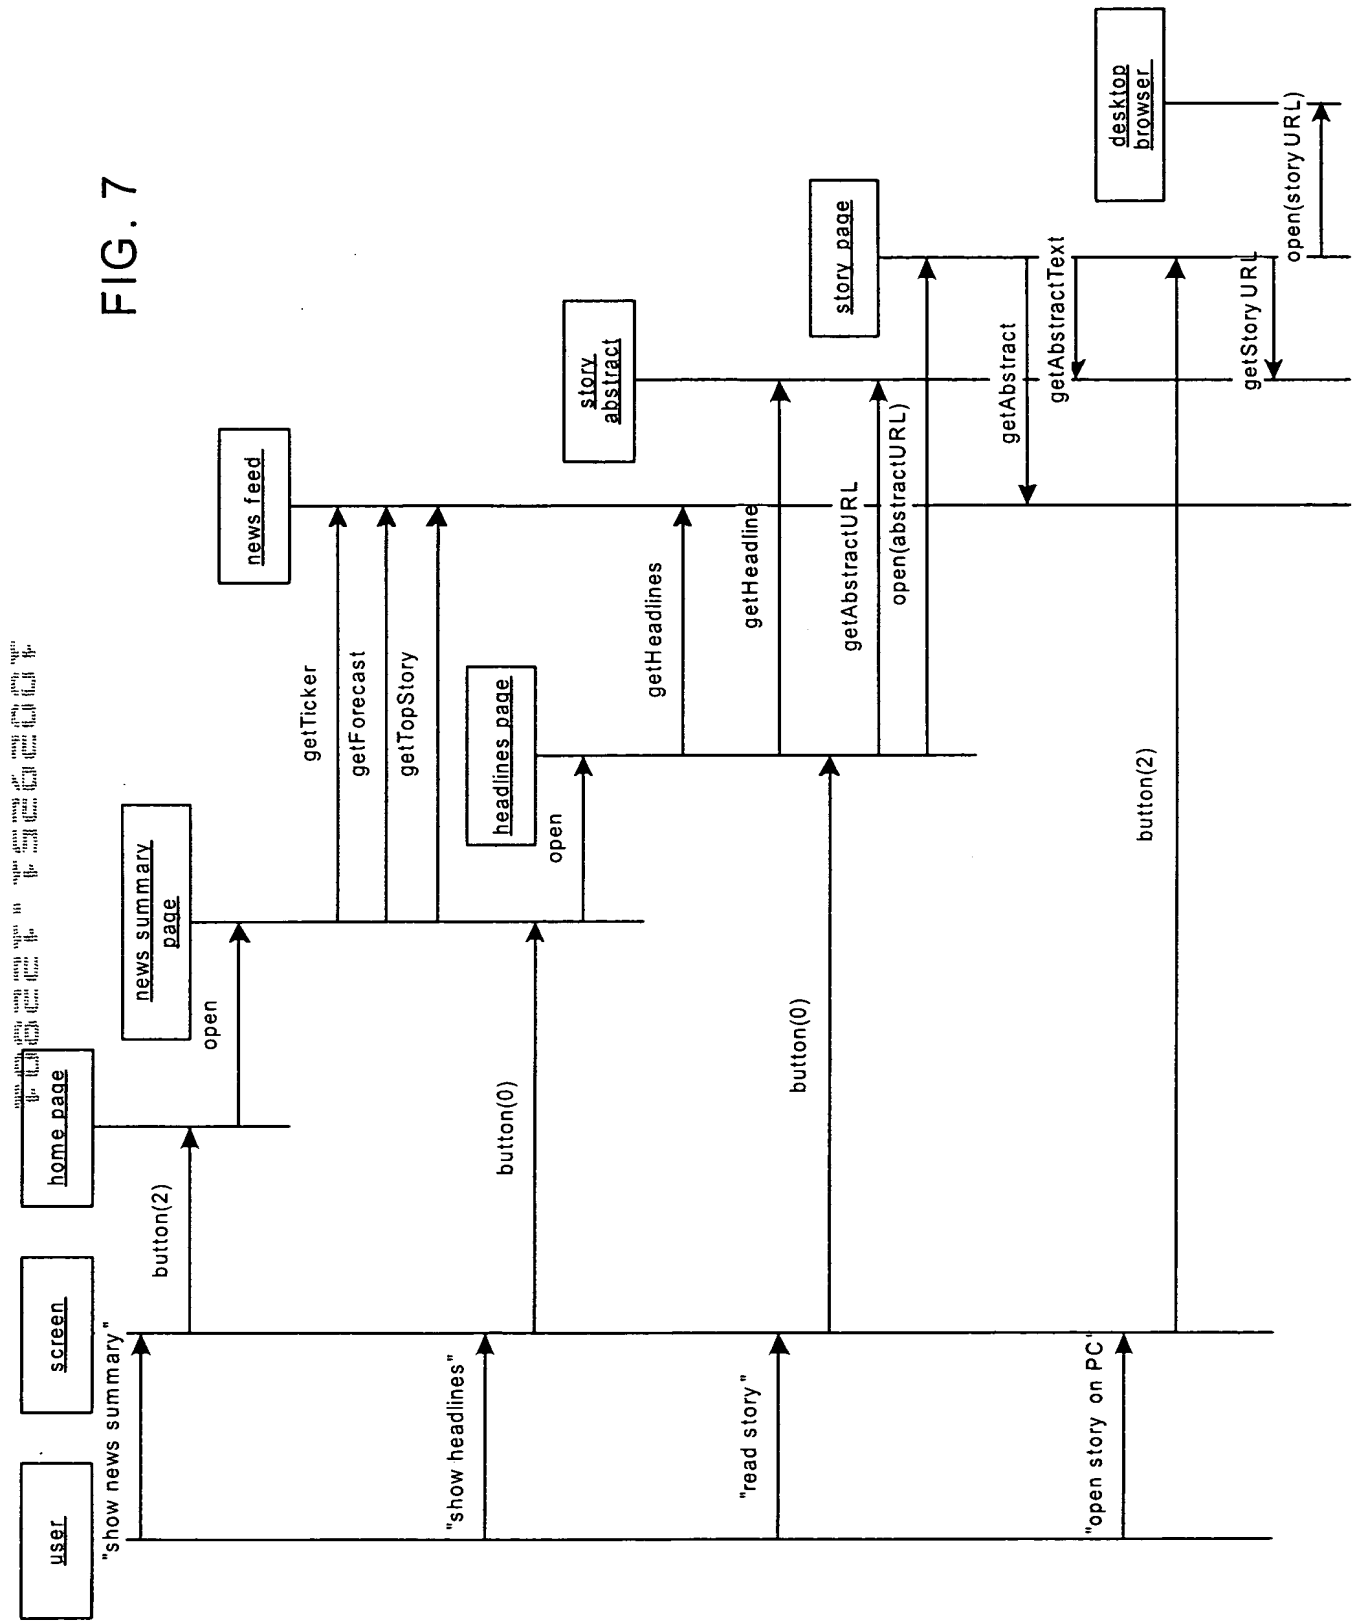 FIG. 7
user
screen
home page
news summary
page
news feed
headlines page
story
abstract
story page
desktop
browser
"show news summary"
button(2)
open
getTicker
getForecast
getTopStory
"show headlines"
button(0)
open
getHeadlines
"read story"
getHeadline
button(0)
getAbstractURL
open(abstractURL)
getAbstract
getAbstractText
"open story on PC"
button(2)
getStoryURL
open(storyURL)